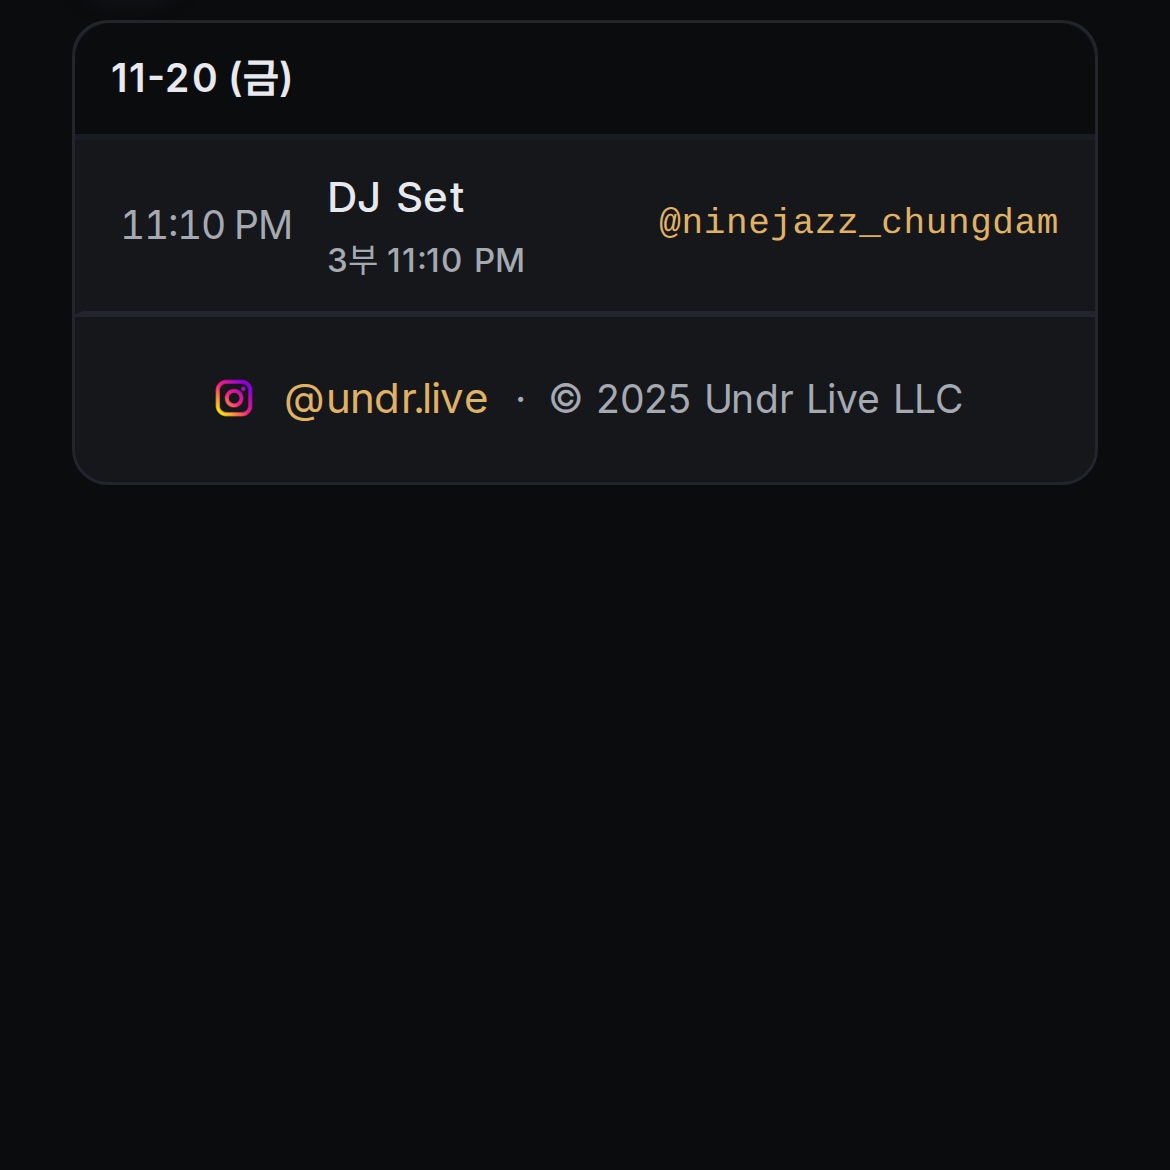 11-20 (금)
11:10 PM
DJ Set
3부 11:10 PM
@ninejazz_chungdam
@undr.live · © 2025 Undr Live LLC